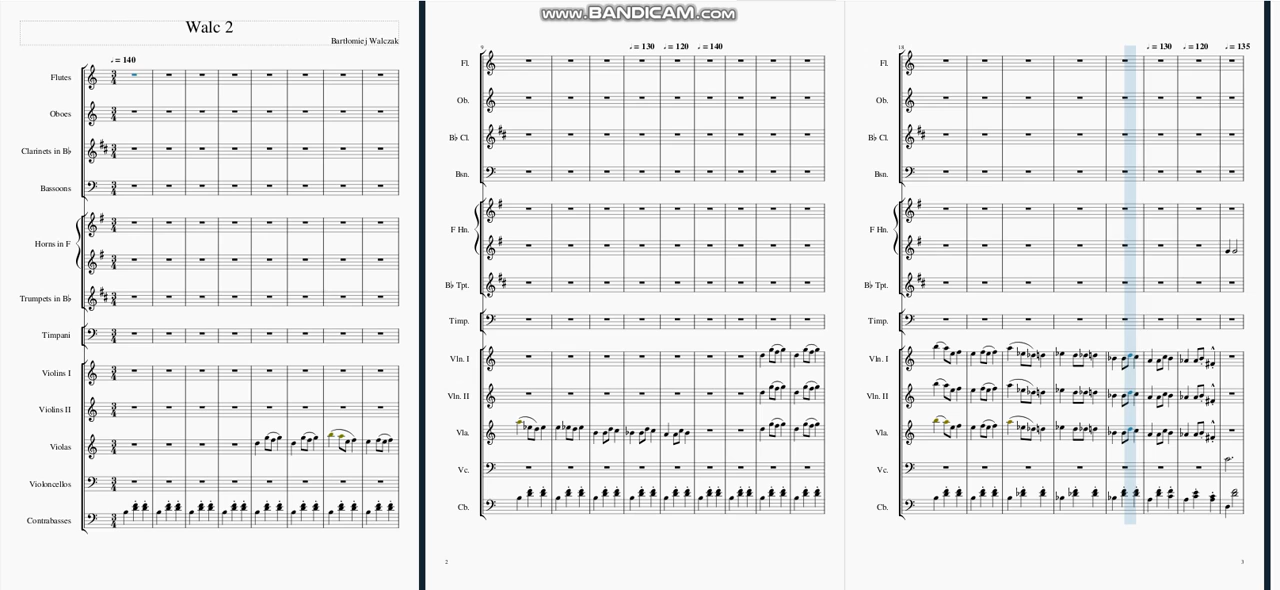 www.BANDICAM.com
Walc 2
Bartłomiej Walczak
♩ = 140
Flutes
Oboes
Clarinets in B♭
Bassoons
Horns in F
Trumpets in B♭
Timpani
Violins I
Violins II
Violas
Violoncellos
Contrabasses
9
♩ = 130 ♩ = 120 ♩ = 140
Fl.
Ob.
B♭ Cl.
Bsn.
F Hn.
B♭ Tpt.
Timp.
Vln. I
Vln. II
Vla.
Vc.
Cb.
2
18
♩ = 130 ♩ = 120 ♩ = 135
Fl.
Ob.
B♭ Cl.
Bsn.
F Hn.
B♭ Tpt.
Timp.
Vln. I
Vln. II
Vla.
Vc.
Cb.
3